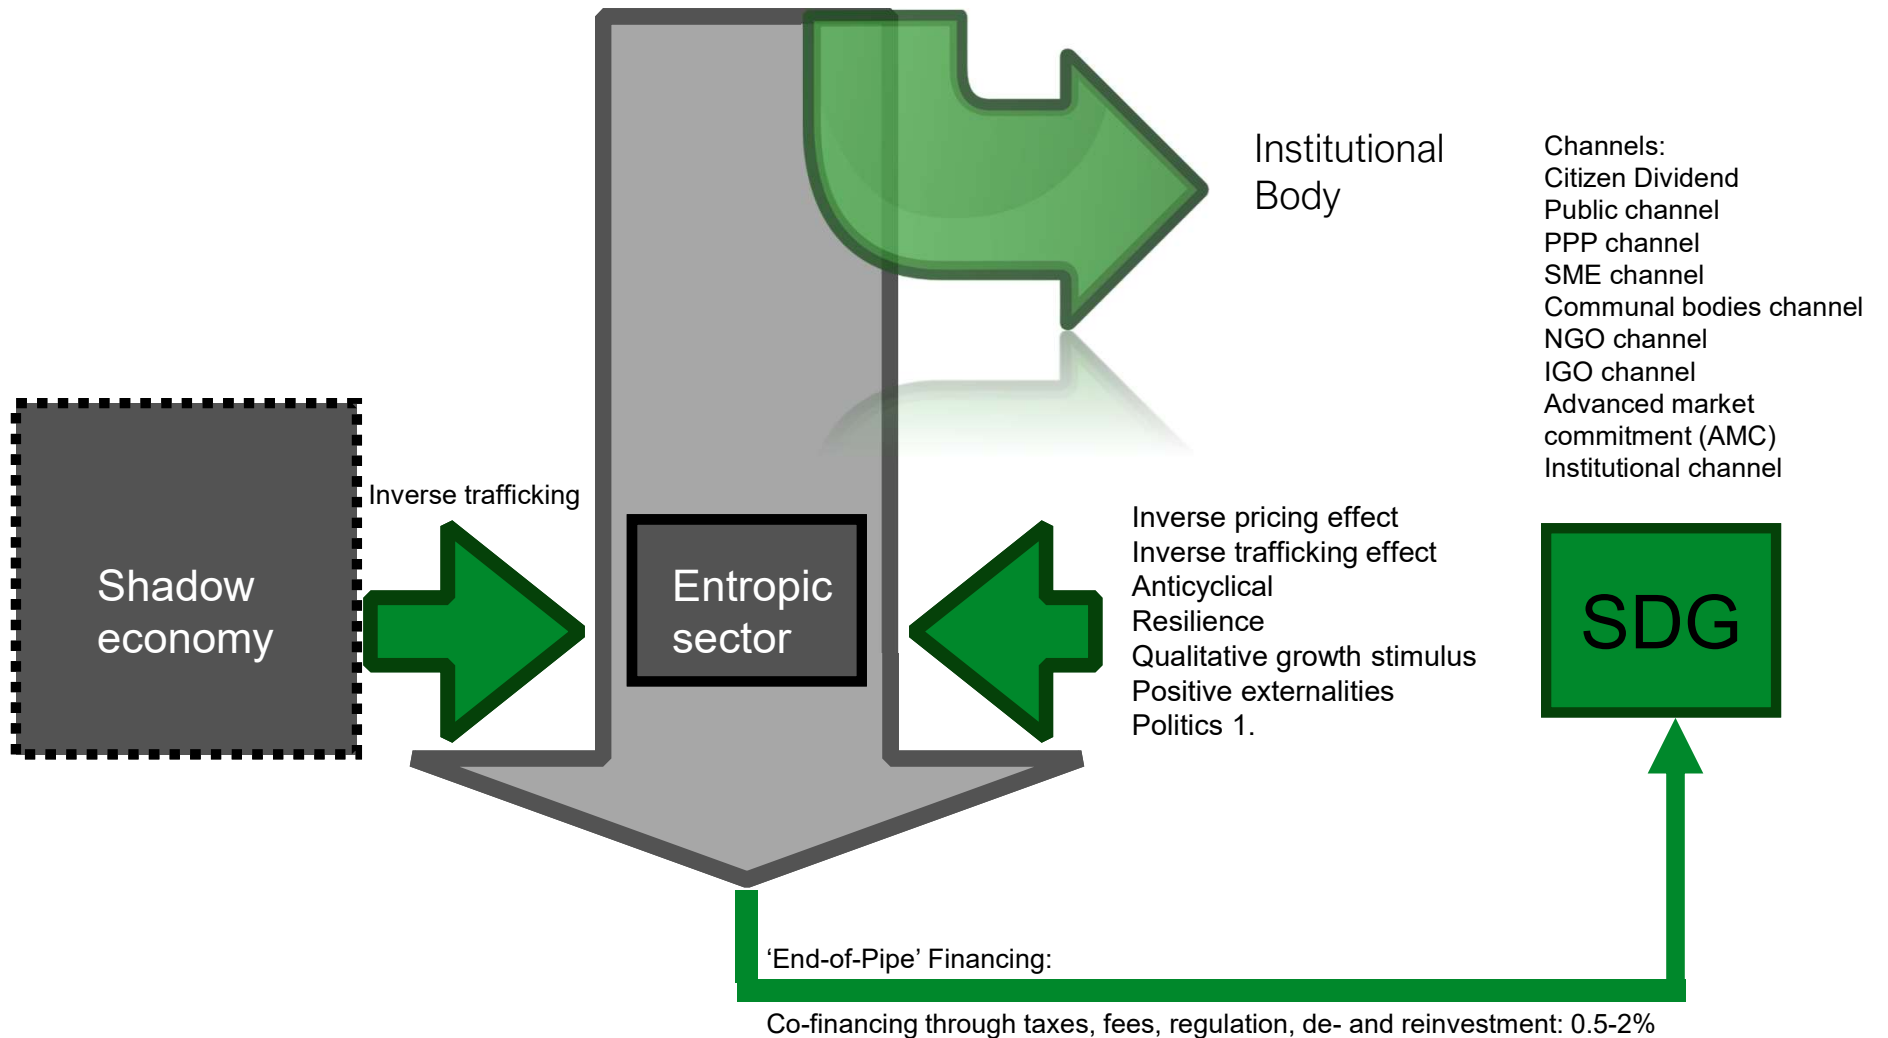 Institutional
Body
Channels:
Citizen Dividend
Public channel
PPP channel
SME channel
Communal bodies channel
NGO channel
IGO channel
Advanced market
commitment (AMC)
Institutional channel
Inverse trafficking
Shadow
economy
Entropic
sector
Inverse pricing effect
Inverse trafficking effect
Anticyclical
Resilience
Qualitative growth stimulus
Positive externalities
Politics 1.
SDG
‘End-of-Pipe’ Financing:
Co-financing through taxes, fees, regulation, de- and reinvestment: 0.5-2%